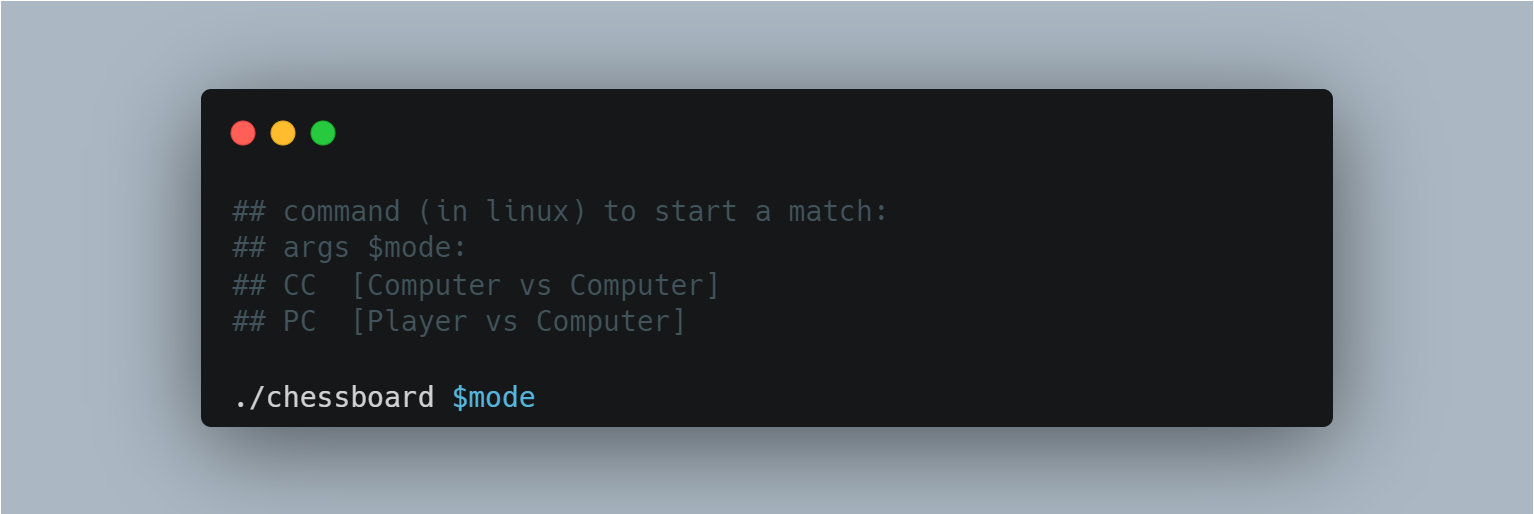 ## command (in linux) to start a match:
## args $mode:
## CC  [Computer vs Computer]
## PC  [Player vs Computer]
./chessboard $mode